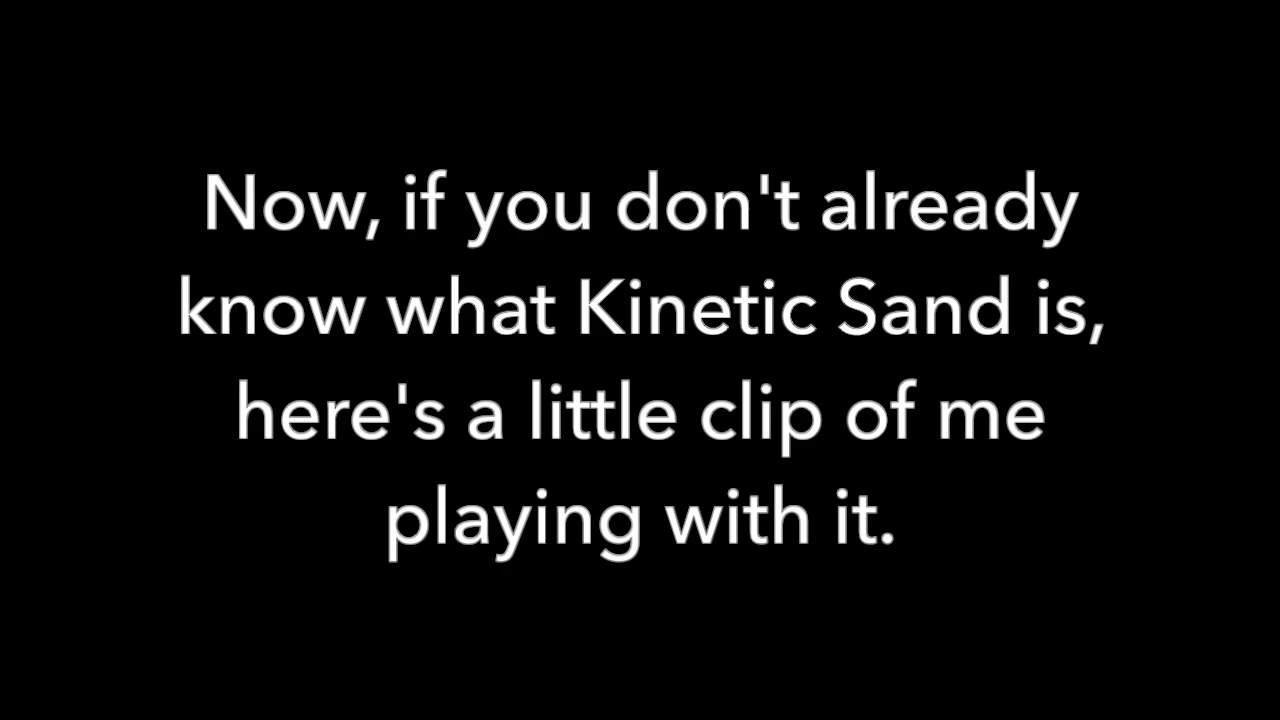 Now, if you don't already
know what Kinetic Sand is,
here's a little clip of me
playing with it.